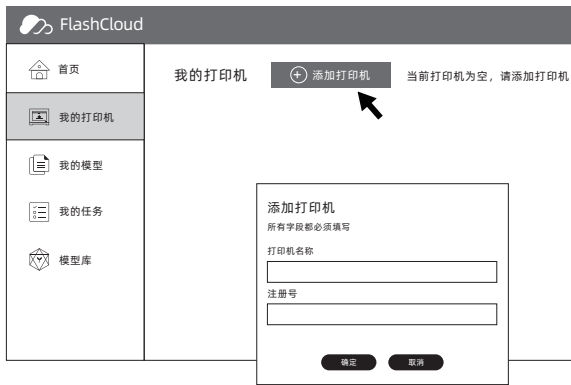 FlashCloud
首页
我的打印机
我的模型
我的任务
模型库
我的打印机 添加打印机 当前打印机为空，请添加打印机
添加打印机
所有字段都必须填写
打印机名称
注册号
确定 取消